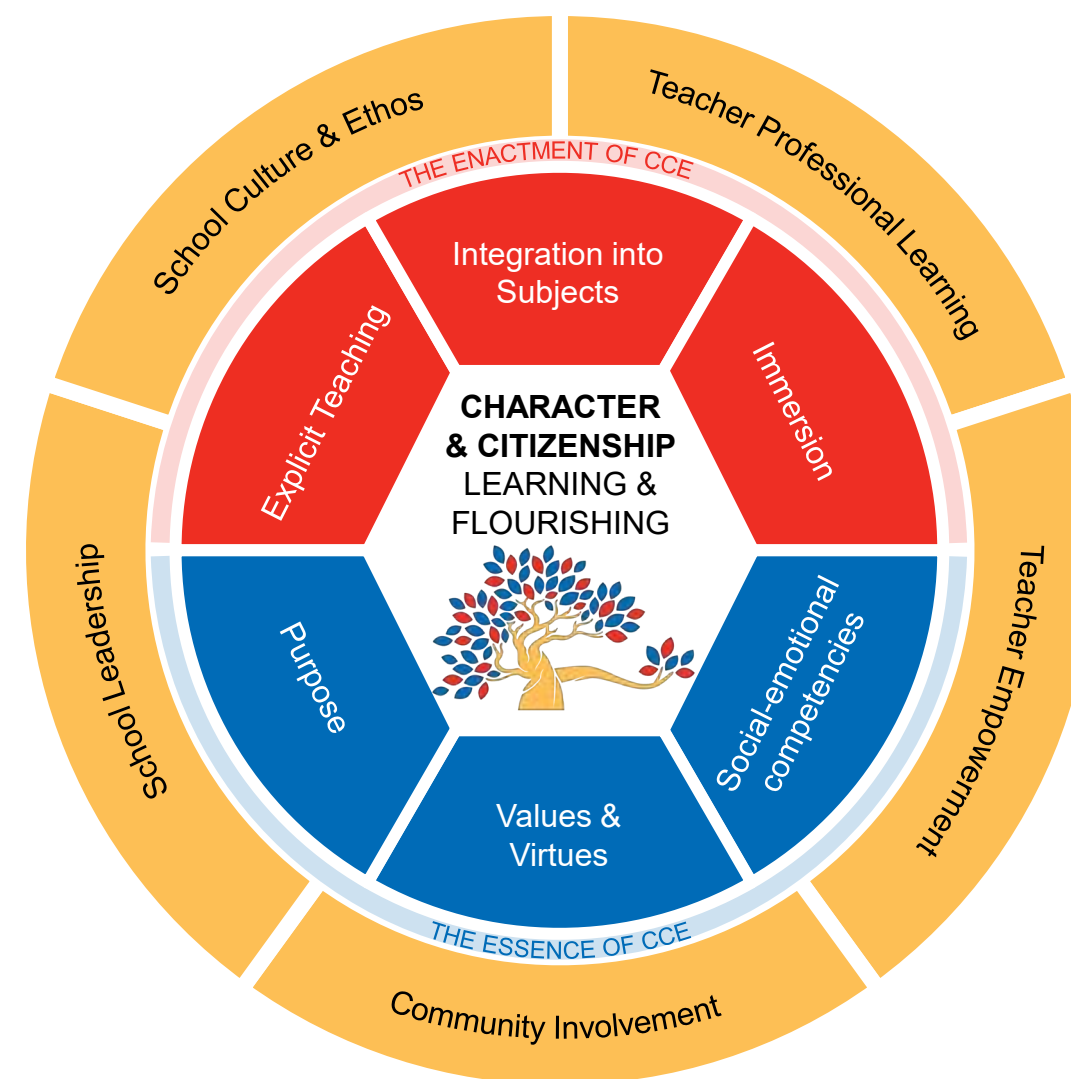 School Culture & Ethos
Teacher Professional Learning
THE ENACTMENT OF CCE
Integration into
Subjects
Explicit Teaching
Immersion
CHARACTER
& CITIZENSHIP
LEARNING &
FLOURISHING
School Leadership
Teacher Empowerment
Purpose
Social-emotional
competencies
Values &
Virtues
THE ESSENCE OF CCE
Community Involvement